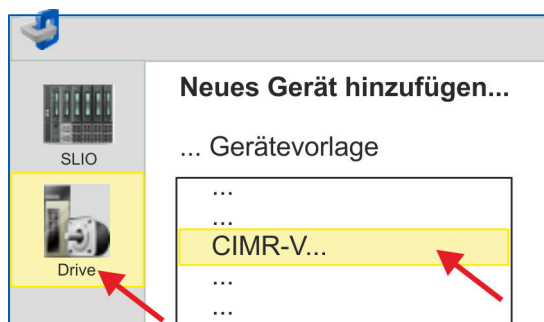 Neues Gerät hinzufügen...
SLIO
... Gerätevorlage
...
...
CIMR-V...
Drive
...
...